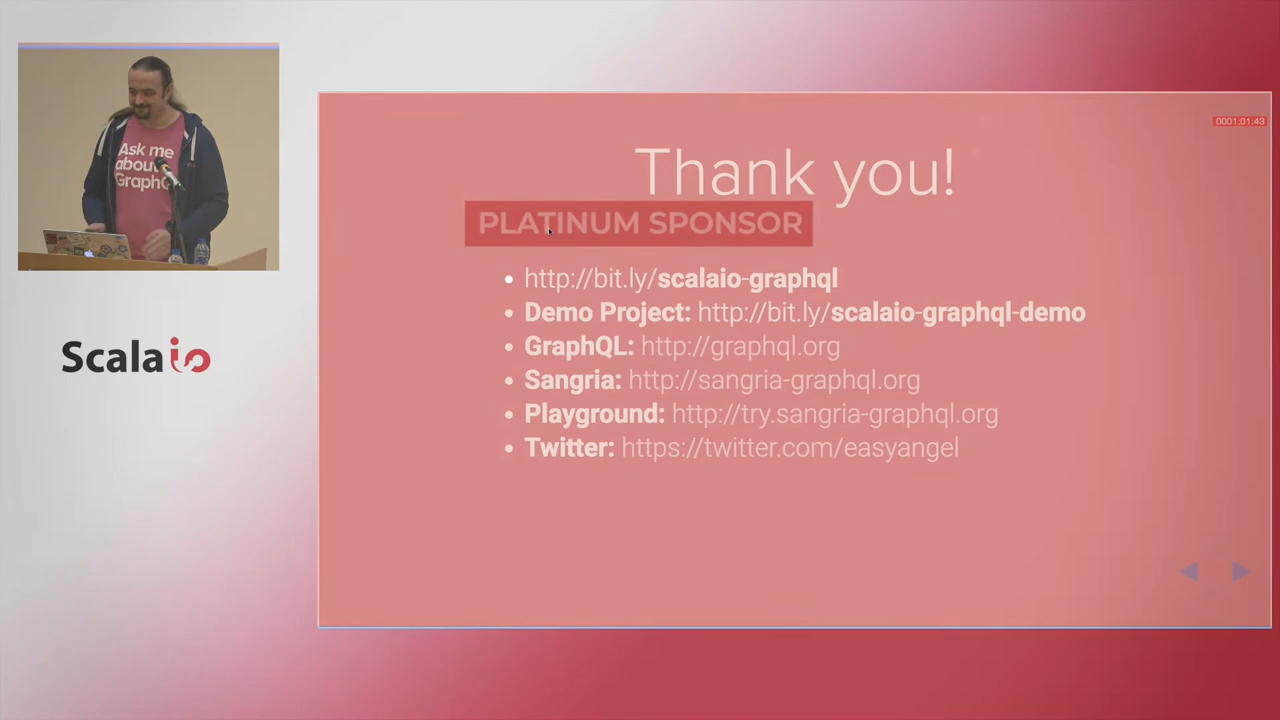 Ask me
about
GraphQ
Scala io
0001:01:43
Thank you!
PLATINUM SPONSOR
http://bit.ly/scalaio-graphql
Demo Project: http://bit.ly/scalaio-graphql-demo
GraphQL: http://graphql.org
Sangria: http://sangria-graphql.org
Playground: http://try.sangria-graphql.org
Twitter: https://twitter.com/easyangel